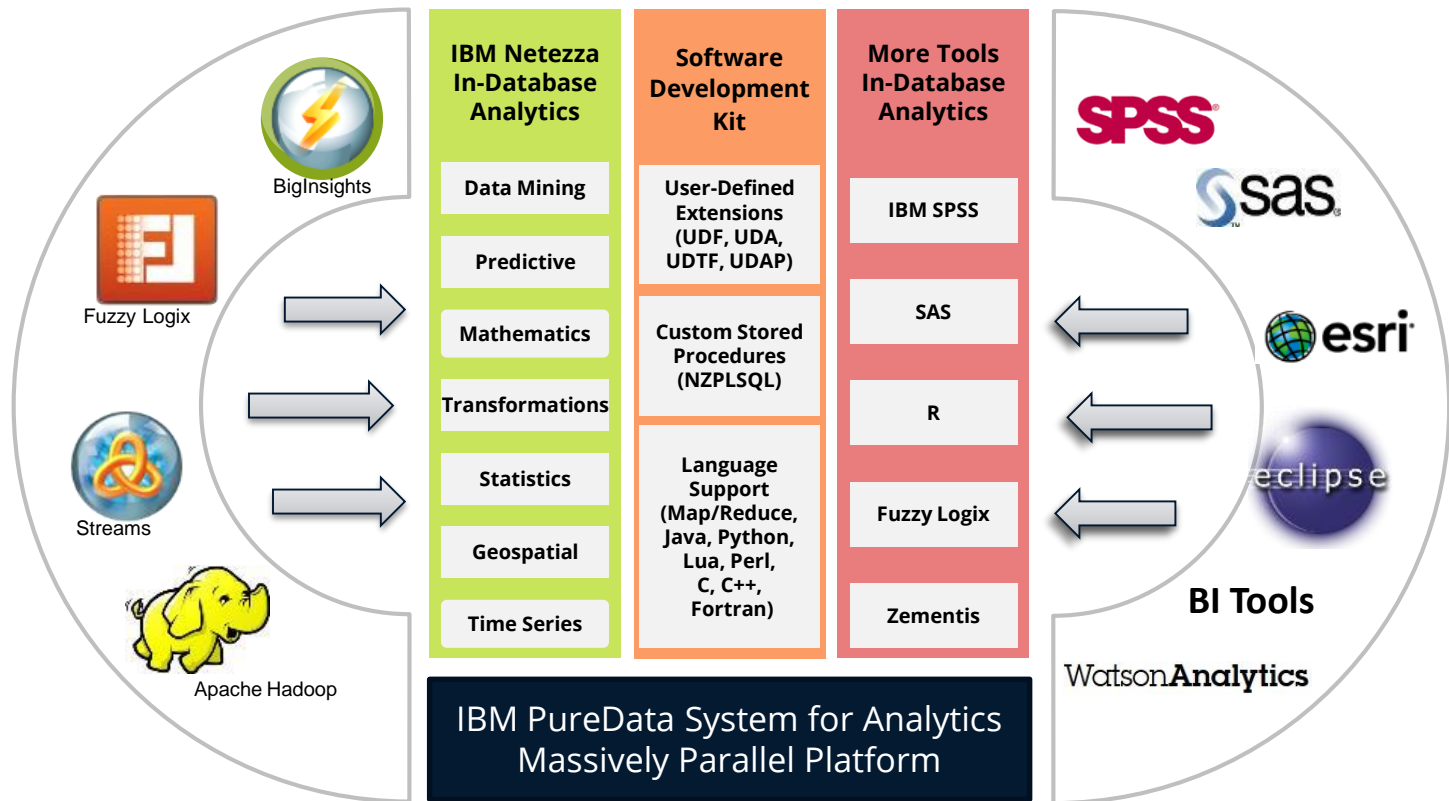 BigInsights
Fuzzy Logix
Streams
Apache Hadoop
IBM Netezza
In-Database
Analytics
Data Mining
Predictive
Mathematics
Transformations
Statistics
Geospatial
Time Series
Software
Development
Kit
User-Defined
Extensions
(UDF, UDA,
UDTF, UDAP)
Custom Stored
Procedures
(NZPLSQL)
Language
Support
(Map/Reduce,
Java, Python,
Lua, Perl,
C, C++,
Fortran)
More Tools
In-Database
Analytics
IBM SPSS
SAS
R
Fuzzy Logix
Zementis
SPSS®
sas®
™
esri
eclipse
BI Tools
WatsonAnalytics
IBM PureData System for Analytics
Massively Parallel Platform